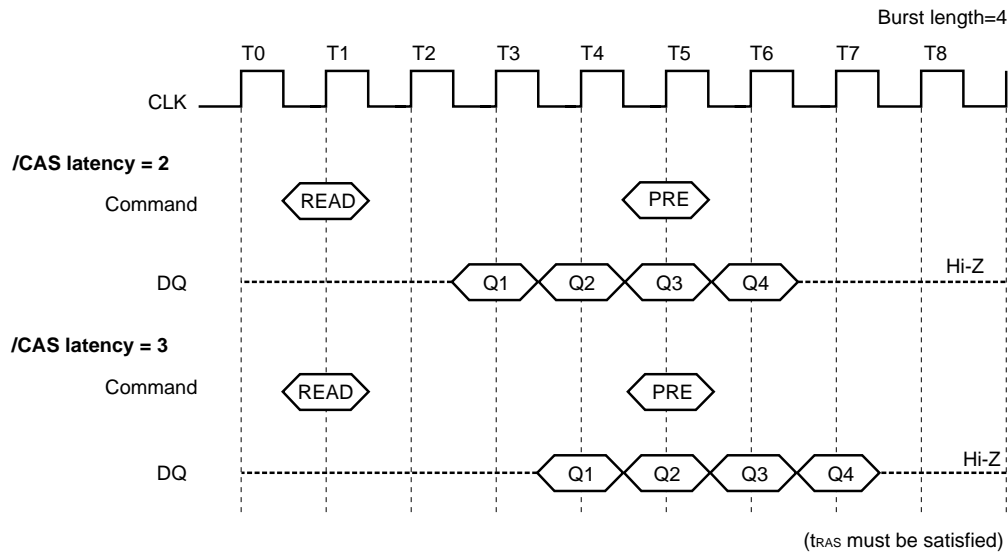 Burst length=4
T0 T1 T2 T3 T4 T5 T6 T7 T8
CLK
/CAS latency = 2
Command READ PRE
DQ Q1 Q2 Q3 Q4 Hi-Z
/CAS latency = 3
Command READ PRE
DQ Q1 Q2 Q3 Q4 Hi-Z
(tRAS must be satisfied)